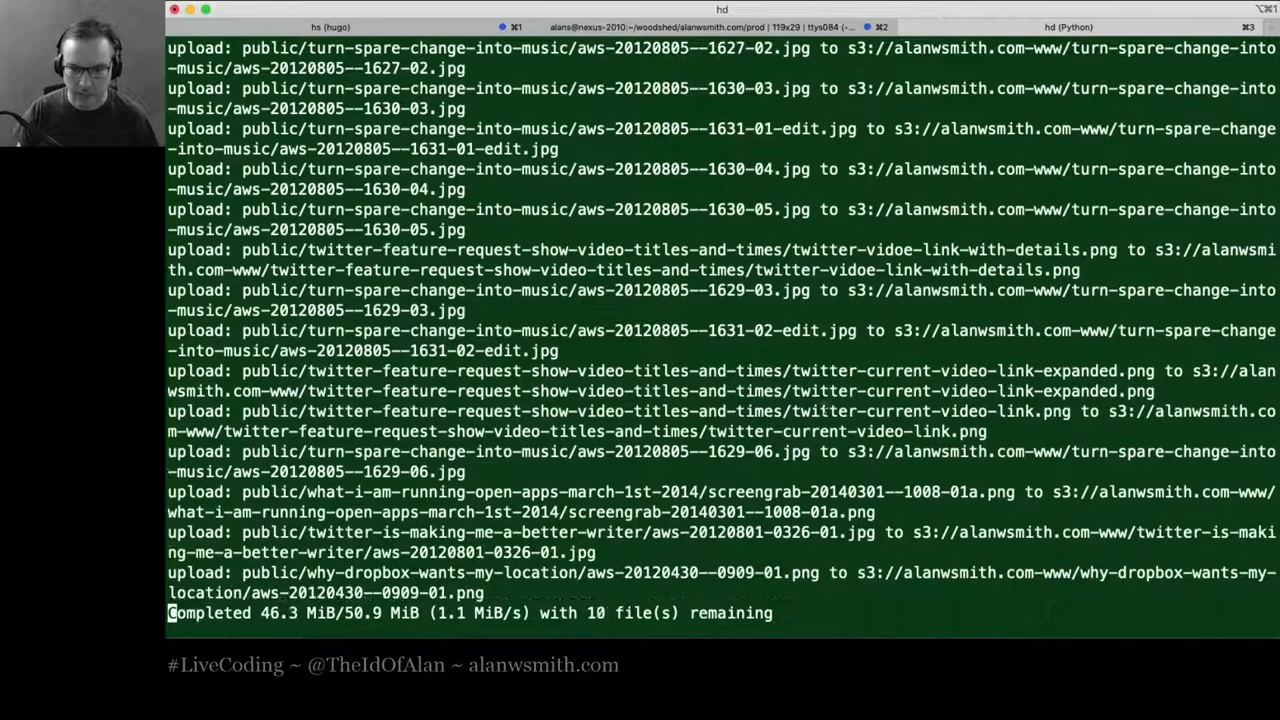 hd
⌥⌘1
hs (hugo)
⌘1
alans@nexus-2010:~/woodshed/alanwsmith.com/prod | 119x29 | ttys084 (-...
⌘2
hd (Python)
⌘3
upload: public/turn-spare-change-into-music/aws-20120805--1627-02.jpg to s3://alanwsmith.com-www/turn-spare-change-into
-music/aws-20120805--1627-02.jpg
upload: public/turn-spare-change-into-music/aws-20120805--1630-03.jpg to s3://alanwsmith.com-www/turn-spare-change-into
-music/aws-20120805--1630-03.jpg
upload: public/turn-spare-change-into-music/aws-20120805--1631-01-edit.jpg to s3://alanwsmith.com-www/turn-spare-change
-into-music/aws-20120805--1631-01-edit.jpg
upload: public/turn-spare-change-into-music/aws-20120805--1630-04.jpg to s3://alanwsmith.com-www/turn-spare-change-into
-music/aws-20120805--1630-04.jpg
upload: public/turn-spare-change-into-music/aws-20120805--1630-05.jpg to s3://alanwsmith.com-www/turn-spare-change-into
-music/aws-20120805--1630-05.jpg
upload: public/twitter-feature-request-show-video-titles-and-times/twitter-vidoe-link-with-details.png to s3://alanwsmi
th.com-www/twitter-feature-request-show-video-titles-and-times/twitter-vidoe-link-with-details.png
upload: public/turn-spare-change-into-music/aws-20120805--1629-03.jpg to s3://alanwsmith.com-www/turn-spare-change-into
-music/aws-20120805--1629-03.jpg
upload: public/turn-spare-change-into-music/aws-20120805--1631-02-edit.jpg to s3://alanwsmith.com-www/turn-spare-change
-into-music/aws-20120805--1631-02-edit.jpg
upload: public/twitter-feature-request-show-video-titles-and-times/twitter-current-video-link-expanded.png to s3://alan
wsmith.com-www/twitter-feature-request-show-video-titles-and-times/twitter-current-video-link-expanded.png
upload: public/twitter-feature-request-show-video-titles-and-times/twitter-current-video-link.png to s3://alanwsmith.co
m-www/twitter-feature-request-show-video-titles-and-times/twitter-current-video-link.png
upload: public/turn-spare-change-into-music/aws-20120805--1629-06.jpg to s3://alanwsmith.com-www/turn-spare-change-into
-music/aws-20120805--1629-06.jpg
upload: public/what-i-am-running-open-apps-march-1st-2014/screengrab-20140301--1008-01a.png to s3://alanwsmith.com-www/
what-i-am-running-open-apps-march-1st-2014/screengrab-20140301--1008-01a.png
upload: public/twitter-is-making-me-a-better-writer/aws-20120801-0326-01.jpg to s3://alanwsmith.com-www/twitter-is-maki
ng-me-a-better-writer/aws-20120801-0326-01.jpg
upload: public/why-dropbox-wants-my-location/aws-20120430--0909-01.png to s3://alanwsmith.com-www/why-dropbox-wants-my-
location/aws-20120430--0909-01.png
Completed 46.3 MiB/50.9 MiB (1.1 MiB/s) with 10 file(s) remaining
#LiveCoding ~ @TheIdOfAlan ~ alanwsmith.com